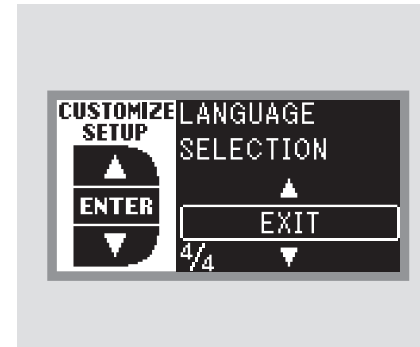 CUSTOMIZE
SETUP
ENTER
LANGUAGE
SELECTION
▲
EXIT
4/4
▼